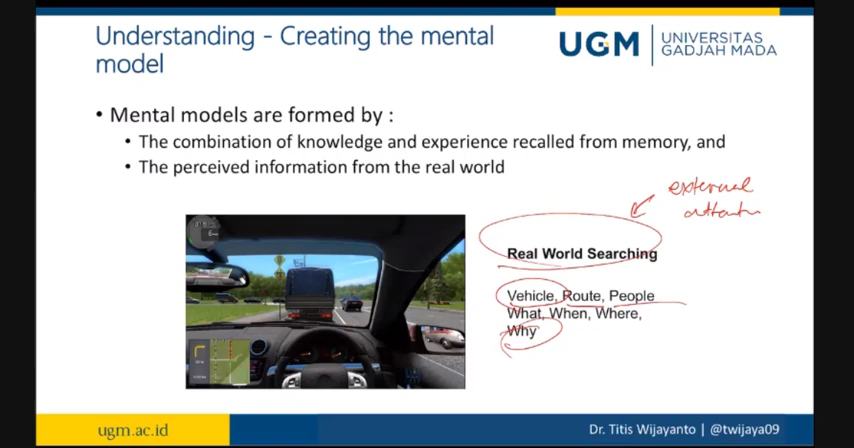 Understanding - Creating the mental
model
UGM
UNIVERSITAS
GADJAH MADA
• Mental models are formed by :
• The combination of knowledge and experience recalled from memory, and
• The perceived information from the real world
external
Real World Searching
Vehicle, Route, People
What, When, Where,
Why
ugm.ac.id
Dr. Titis Wijayanto | @twijaya09